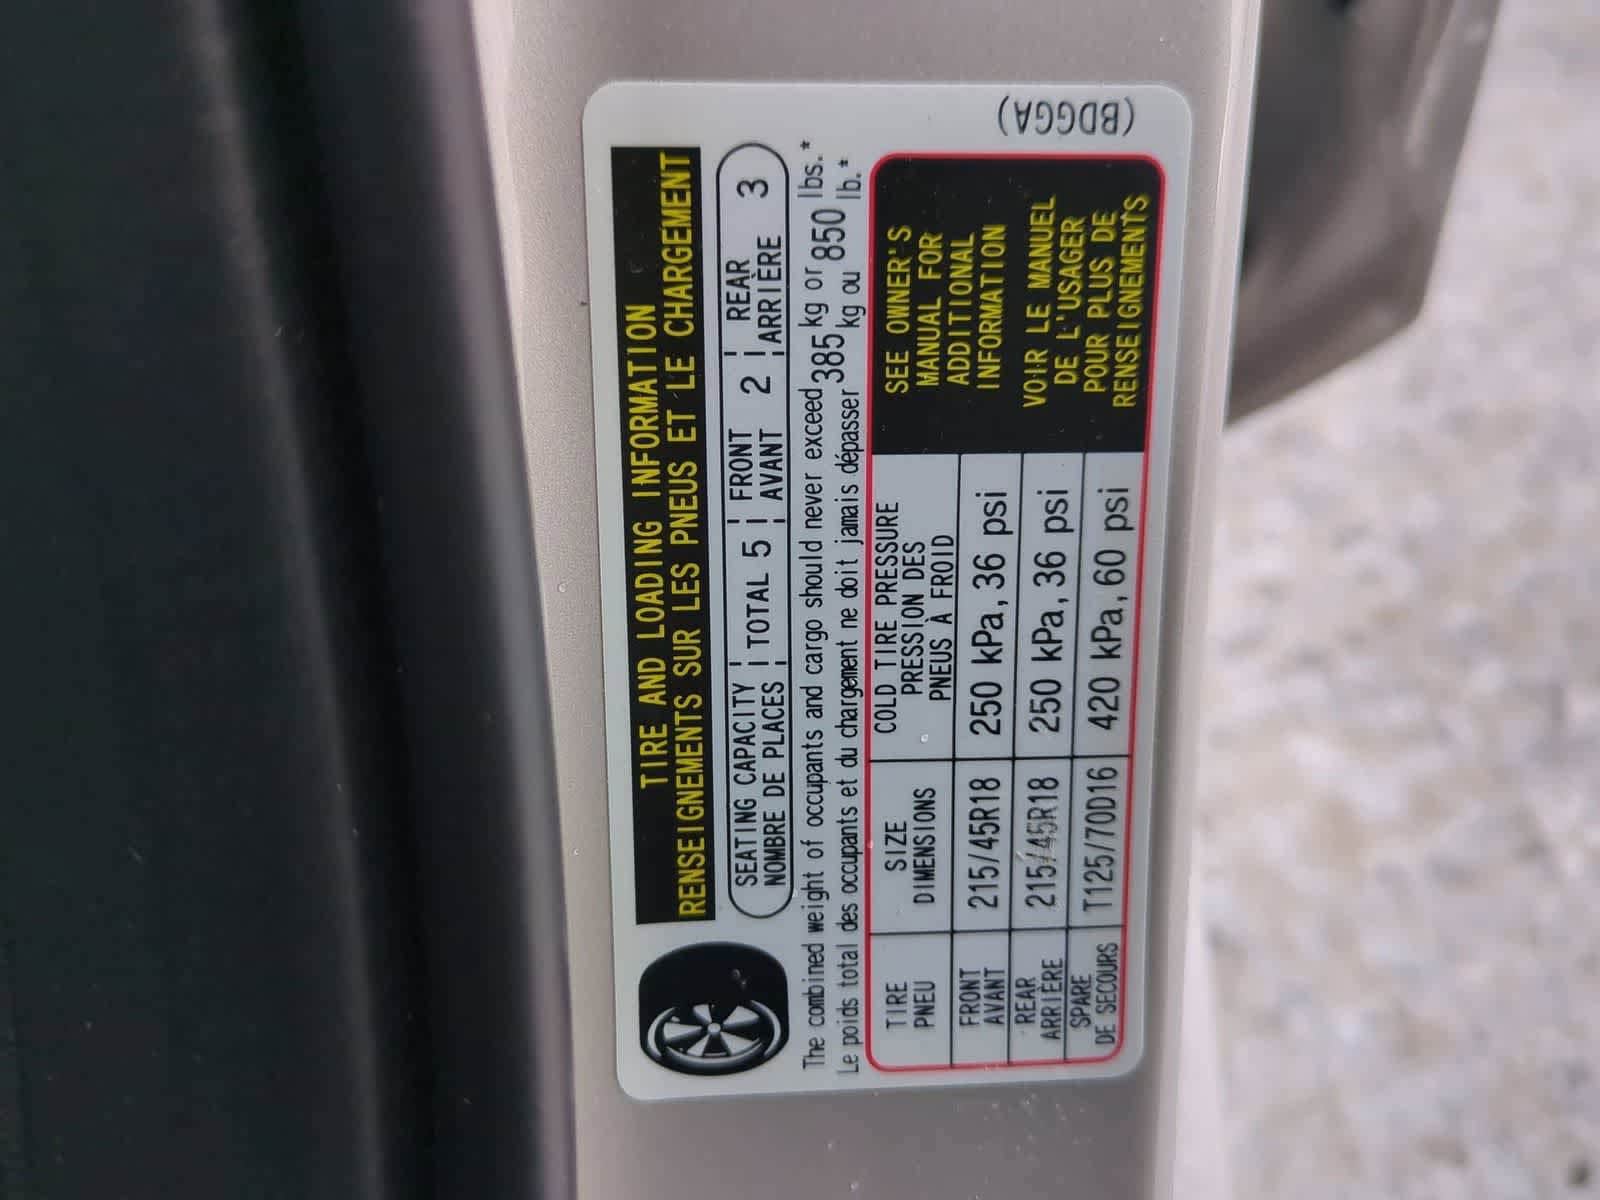 (BDGGA)
TIRE AND LOADING INFORMATION
RENSEIGNEMENTS SUR LES PNEUS ET LE CHARGEMENT
SEATING CAPACITY TOTAL 5 FRONT 2 REAR 3
NOMBRE DE PLACES AVANT ARRIÈRE
The combined weight of occupants and cargo should never exceed 385 kg or 850 lbs.*
Le poids total des occupants et du chargement ne doit jamais dépasser kg ou lb.*
TIRE
PNEU
SIZE
DIMENSIONS
COLD TIRE PRESSURE
PRESSION DES
PNEUS À FROID
FRONT
AVANT
215/45R18
250 kPa, 36 psi
REAR
ARRIÈRE
215/45R18
250 kPa, 36 psi
SPARE
DE SECOURS
T125/70D16
420 kPa, 60 psi
SEE OWNER'S
MANUAL FOR
ADDITIONAL
INFORMATION
VOIR LE MANUEL
DE L'USAGER
POUR PLUS DE
RENSEIGNEMENTS